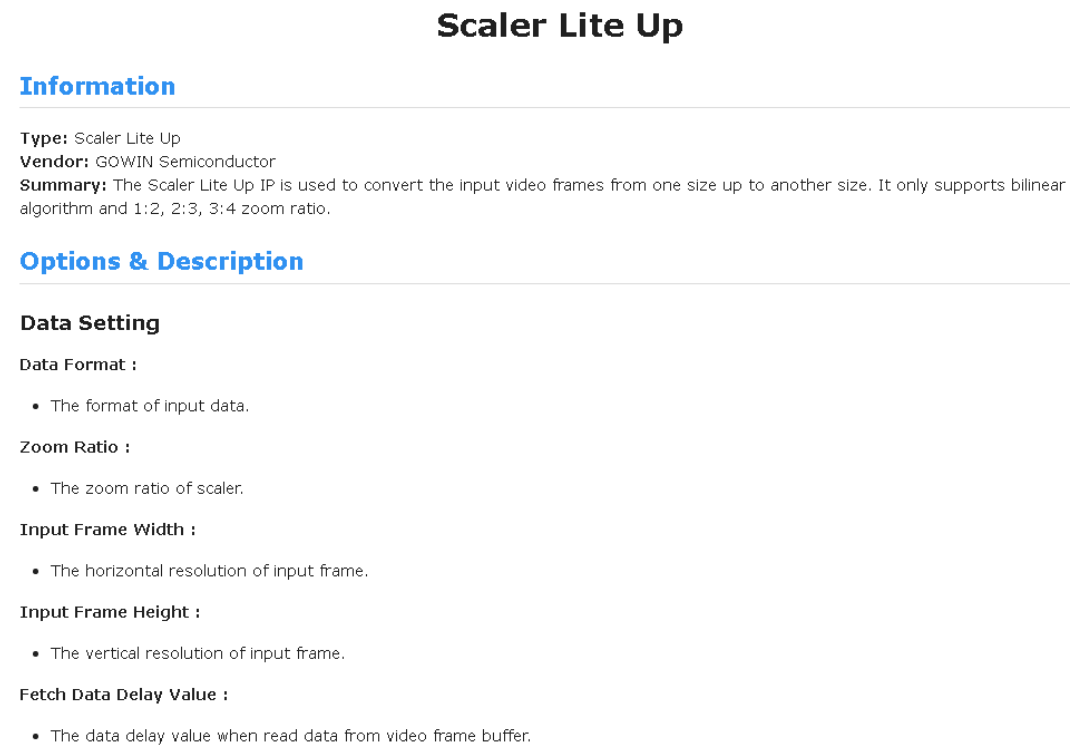 Scaler Lite Up
Information
Type: Scaler Lite Up
Vendor: GOWIN Semiconductor
Summary: The Scaler Lite Up IP is used to convert the input video frames from one size up to another size. It only supports bilinear
algorithm and 1:2, 2:3, 3:4 zoom ratio.
Options & Description
Data Setting
Data Format :
• The format of input data.
Zoom Ratio :
• The zoom ratio of scaler.
Input Frame Width :
• The horizontal resolution of input frame.
Input Frame Height :
• The vertical resolution of input frame.
Fetch Data Delay Value :
• The data delay value when read data from video frame buffer.